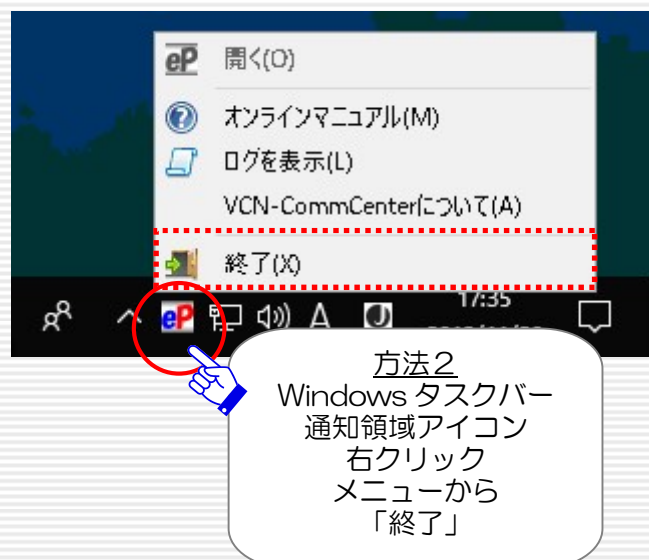 eP 開く(O)
オンラインマニュアル(M)
ログを表示(L)
VCN-CommCenterについて(A)
終了(X)
eP A J 17:35
方法２
Windows タスクバー
通知領域アイコン
右クリック
メニューから
「終了」